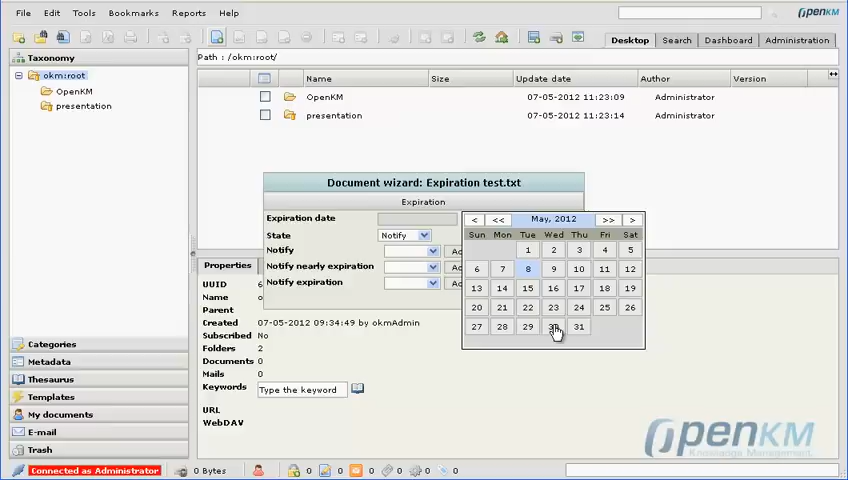 File Edit Tools Bookmarks Reports Help
OPENKM
Desktop Search Dashboard Administration
Taxonomy
Path : /okm:root/
okm:root
OpenKM
presentation
Name Size Update date Author Version
OpenKM 07-05-2012 11:23:09 Administrator
presentation 07-05-2012 11:23:14 Administrator
Document wizard: Expiration test.txt
Expiration
Expiration date
State Notify
Notify
Notify nearly expiration
Notify expiration
< << May, 2012 >> >
Sun Mon Tue Wed Thu Fri Sat
1 2 3 4 5
6 7 8 9 10 11 12
13 14 15 16 17 18 19
20 21 22 23 24 25 26
27 28 29 30 31
Properties
UUID 6
Name o
Parent
Created 07-05-2012 09:34:49 by okmAdmin
Subscribed No
Folders 2
Documents 0
Mails 0
Keywords Type the keyword
URL
WebDAV
Categories
Metadata
Thesaurus
Templates
My documents
E-mail
Trash
OPENKM
Knowledge Management
Connected as Administrator 0 Bytes 0 0 0 0 0 0